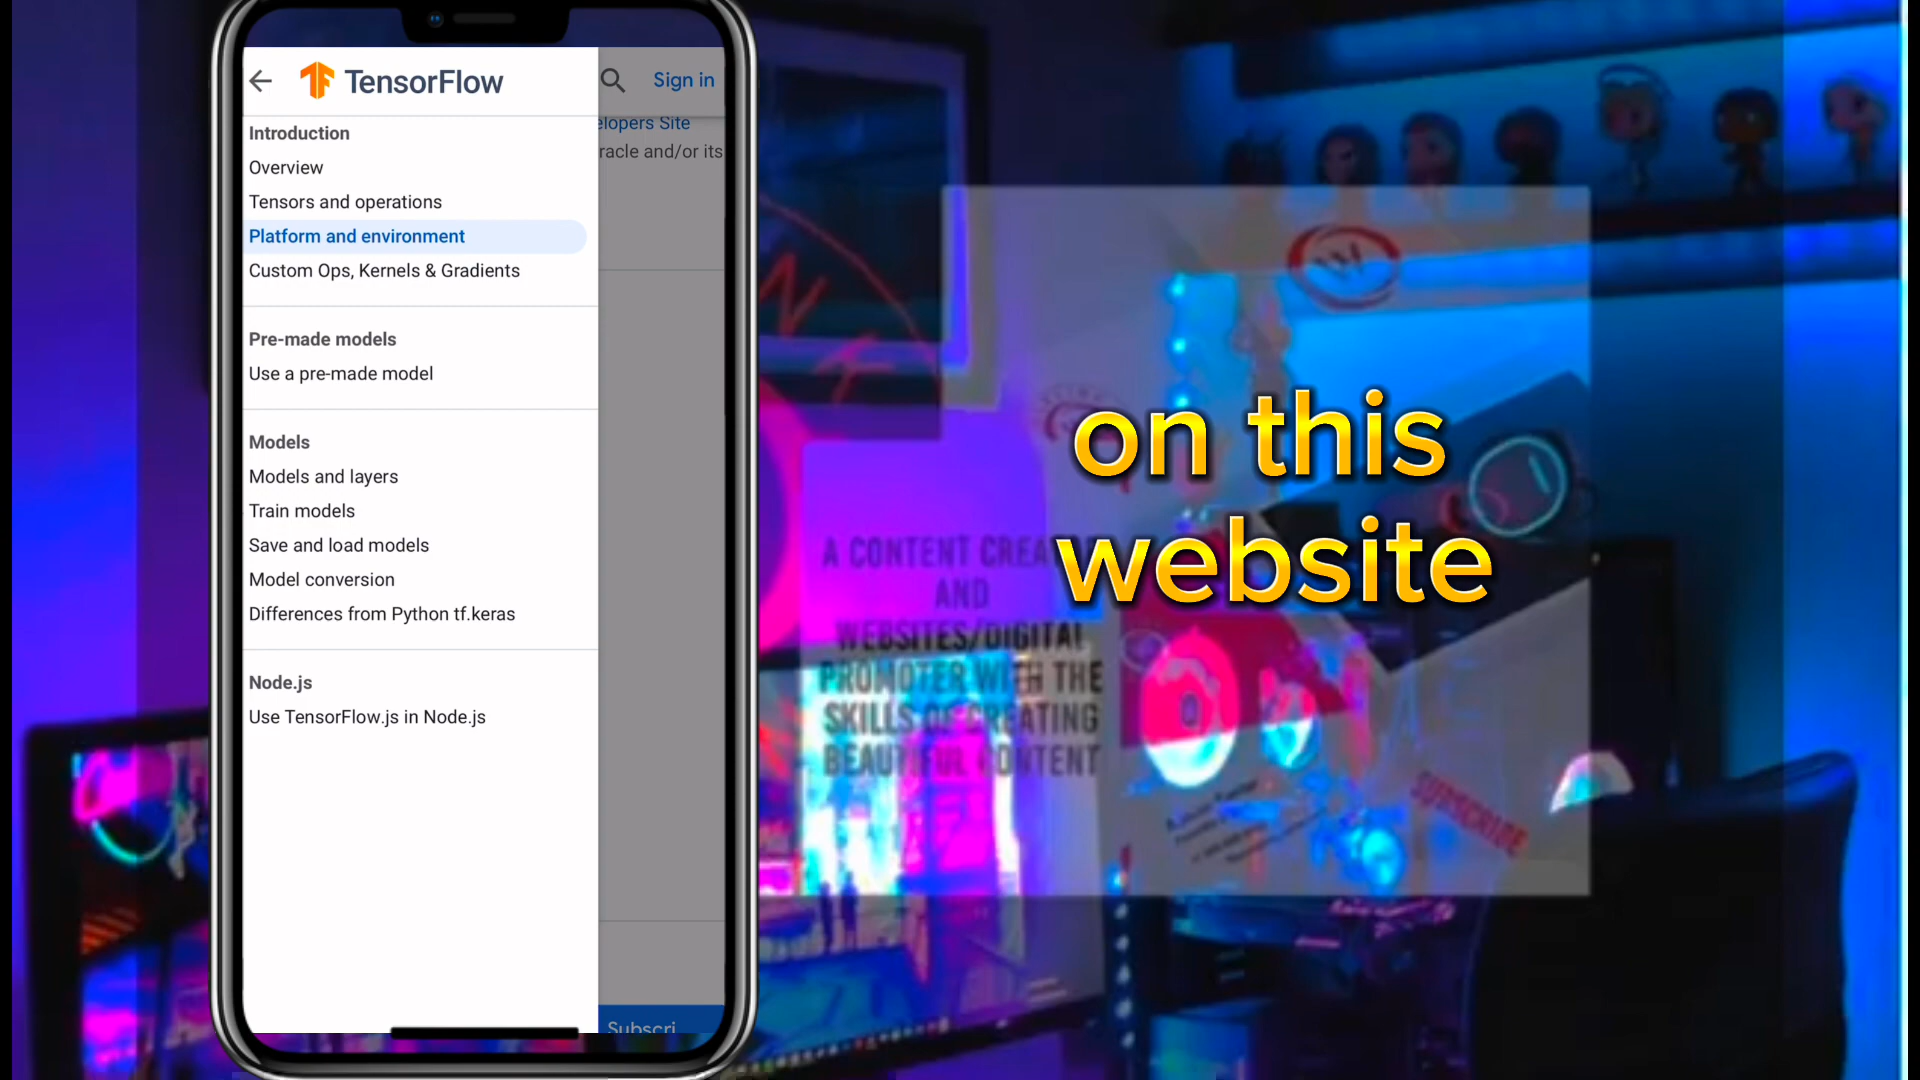 TensorFlow
Sign in
Introduction
Overview
Tensors and operations
Platform and environment
Custom Ops, Kernels & Gradients
Pre-made models
Use a pre-made model
Models
Models and layers
Train models
Save and load models
Model conversion
Differences from Python tf.keras
Node.js
Use TensorFlow.js in Node.js
elopers Site
racle and/or its
Subscri
on this
website
A CONTENT CREA
AND
WEBSITES/DIGITAL
PROMOTER WITH THE
SKILLS OF CREATING
BEAUTIFUL CONTENT
SUBSCRIBE